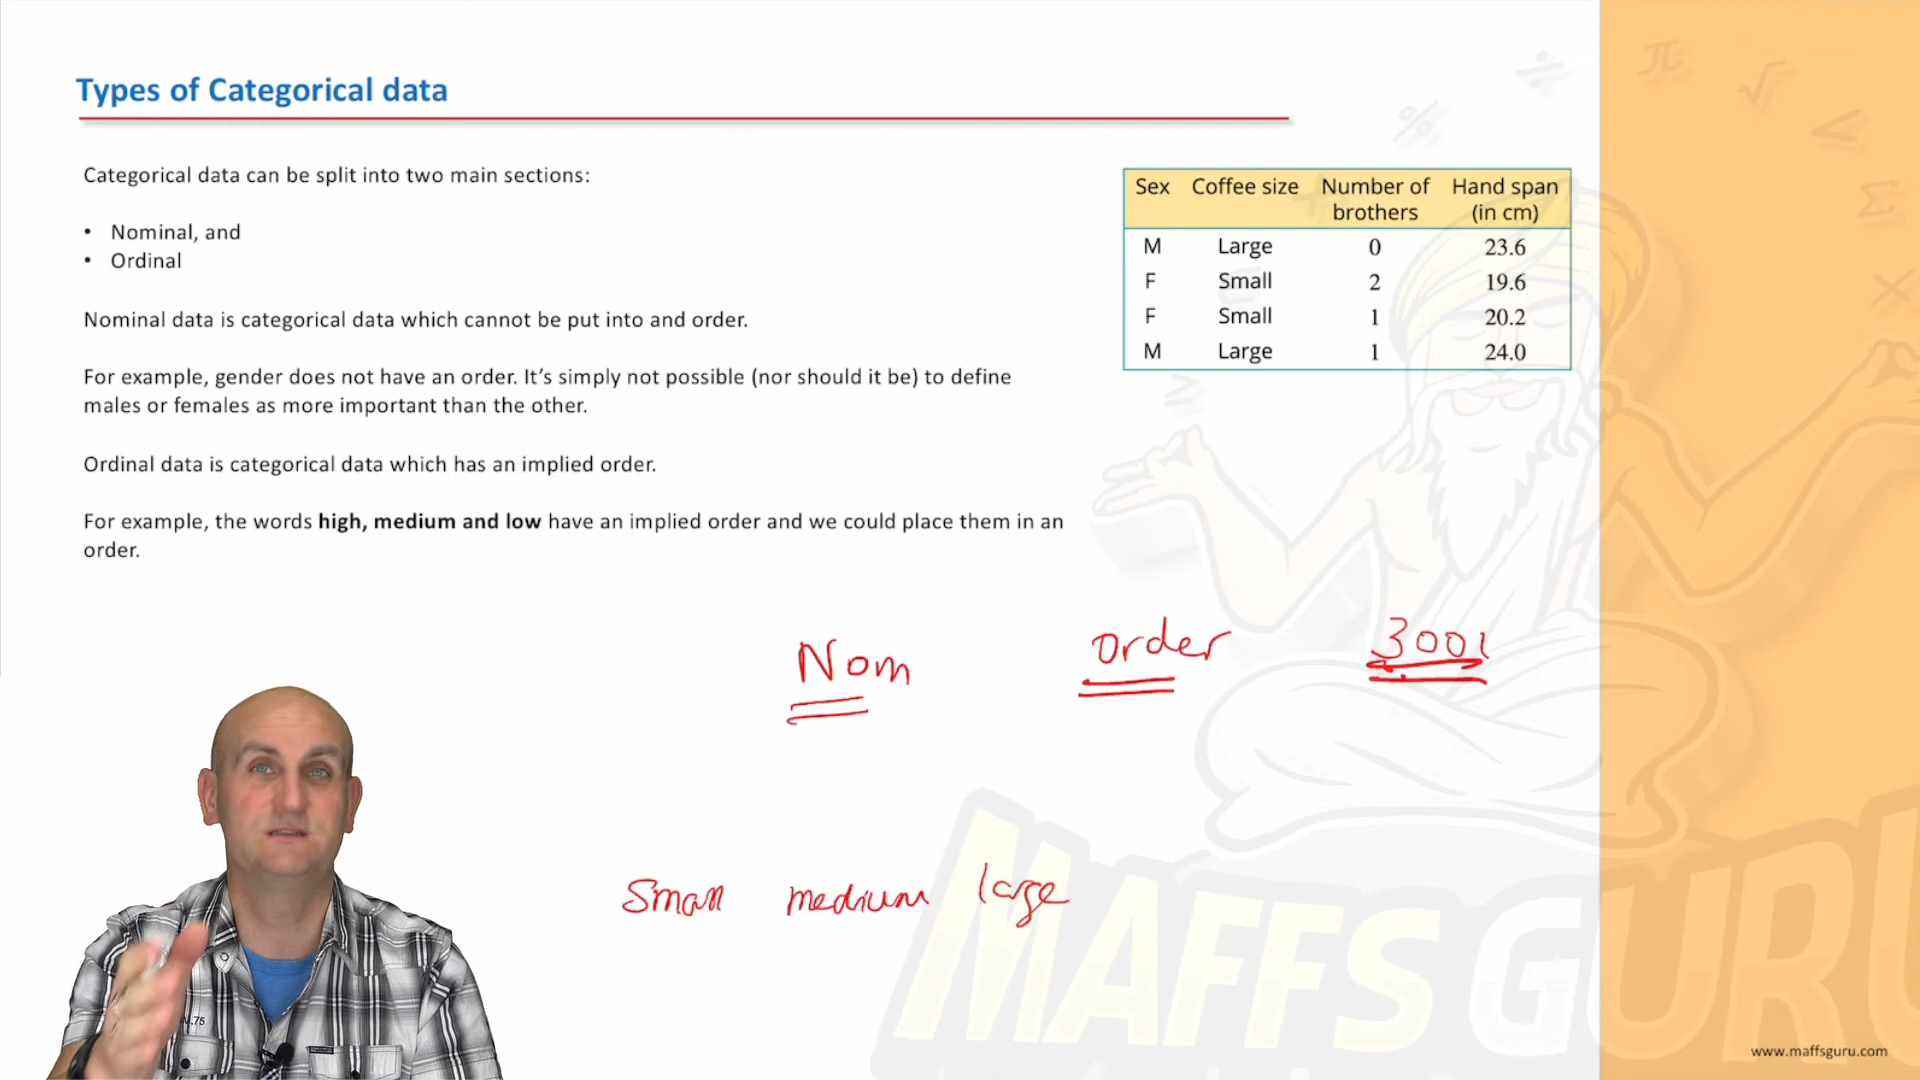 Types of Categorical data
Categorical data can be split into two main sections:
• Nominal, and
• Ordinal
Nominal data is categorical data which cannot be put into and order.
For example, gender does not have an order. It’s simply not possible (nor should it be) to define
males or females as more important than the other.
Ordinal data is categorical data which has an implied order.
For example, the words high, medium and low have an implied order and we could place them in an
order.
Sex Coffee size Number of brothers Hand span (in cm)
M Large 0 23.6
F Small 2 19.6
F Small 1 20.2
M Large 1 24.0
Nom order 3001
Small medium large
MAFFS GURU
www.maffsguru.com